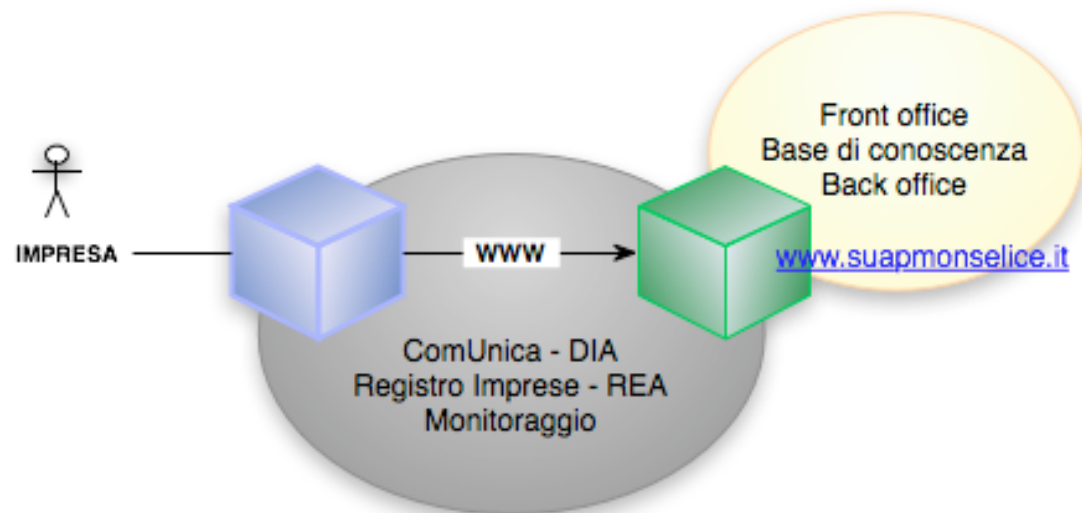 Front office
Base di conoscenza
Back office
www.suapmonselice.it
IMPRESA
www
ComUnica - DIA
Registro Imprese - REA
Monitoraggio